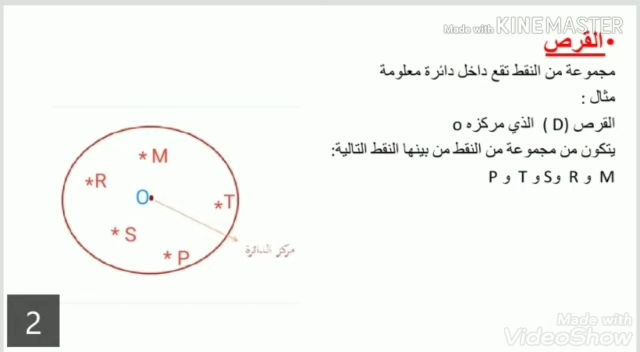 Made with KINEMASTER
•القرص
مجموعة من النقط تقع داخل دائرة معلومة
مثال :
القرص (D ) الذي مركزه o
يتكون من مجموعة من النقط من بينها النقط التالية:
M و R وS و T و P
* M
*R
O
*T
* S
* P
مركز الدائرة
2
Made with
VideoShow